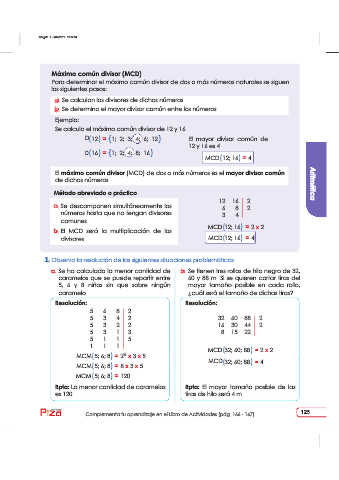 Máximo común divisor (MCD)
Para determinar el máximo común divisor de dos o más números naturales se siguen
los siguientes pasos:
a. Se calculan los divisores de dichos números
b. Se determina el mayor divisor común entre los números
Ejemplo:
Se calcula el máximo común divisor de 12 y 16
D(12) = {1; 2; 3; 4; 6; 12}
D(16) = {1; 2; 4; 8; 16}
El mayor divisor común de
12 y 16 es 4
MCD (12; 16) = 4
El máximo común divisor (MCD) de dos o más números es el mayor divisor común
de dichos números
Método abreviado o práctico
a. Se descomponen simultáneamente los
números hasta que no tengan divisores
comunes
b. El MCD será la multiplicación de los
divisores
12 16 2
6 8 2
3 4
MCD (12; 16) = 2 x 2
MCD (12; 16) = 4
Aritmética
1. Observa la resolución de las siguientes situaciones problemáticas
a. Se ha calculado la menor cantidad de
caramelos que se puede repartir entre
5, 6 y 8 niños sin que sobre ningún
caramelo
Resolución:
5 6 8 2
5 3 4 2
5 3 2 2
5 3 1 3
5 1 1 5
1 1 1
MCM (5; 6; 8) = 2³ x 3 x 5
MCM (5; 6; 8) = 8 x 3 x 5
MCM (5; 6; 8) = 120
Rpta: La menor cantidad de caramelos
es 120
b. Se tienen tres rollos de hilo negro de 32,
60 y 88 m. Si se quieren cortar tiras del
mayor tamaño posible en cada rollo,
¿cuál será el tamaño de dichas tiras?
Resolución:
32 60 88 2
16 30 44 2
8 15 22
MCD (32; 60; 88) = 2 x 2
MCD (32; 60; 88) = 4
Rpta: El mayor tamaño posible de las
tiras de hilo será 4 m
Complementa tu aprendizaje en el Libro de Actividades (pág. 166 - 167)
125